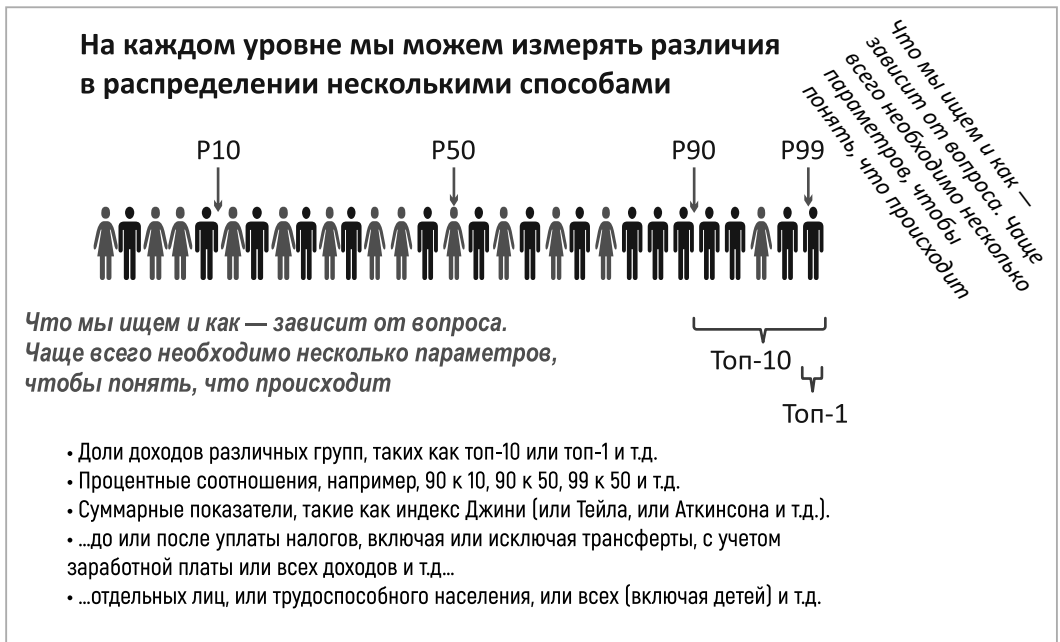 На каждом уровне мы можем измерять различия
в распределении несколькими способами
Что мы ищем и как —
зависит от вопроса. Чаще
всего необходимо несколько
параметров, чтобы
понять, что происходит
P10
P50
P90
P99
Что мы ищем и как — зависит от вопроса.
Чаще всего необходимо несколько параметров,
чтобы понять, что происходит
Топ-10
Топ-1
• Доли доходов различных групп, таких как топ-10 или топ-1 и т.д.
• Процентные соотношения, например, 90 к 10, 90 к 50, 99 к 50 и т.д.
• Суммарные показатели, такие как индекс Джини (или Тейла, или Аткинсона и т.д.).
• ...до или после уплаты налогов, включая или исключая трансферты, с учетом
заработной платы или всех доходов и т.д...
• ...отдельных лиц, или трудоспособного населения, или всех (включая детей) и т.д.